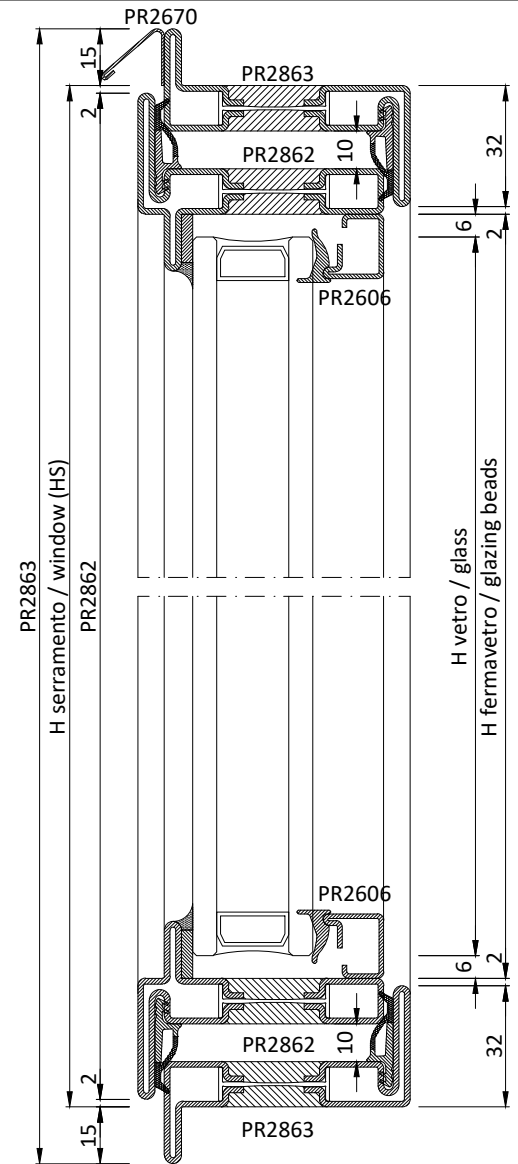 PR2670
15
2
PR2863
PR2862
10
32
2
6
PR2606
PR2863
H serramento / window (HS)
PR2862
H vetro / glass
H fermavetro / glazing beads
PR2606
6
2
PR2862
10
32
2
15
PR2863